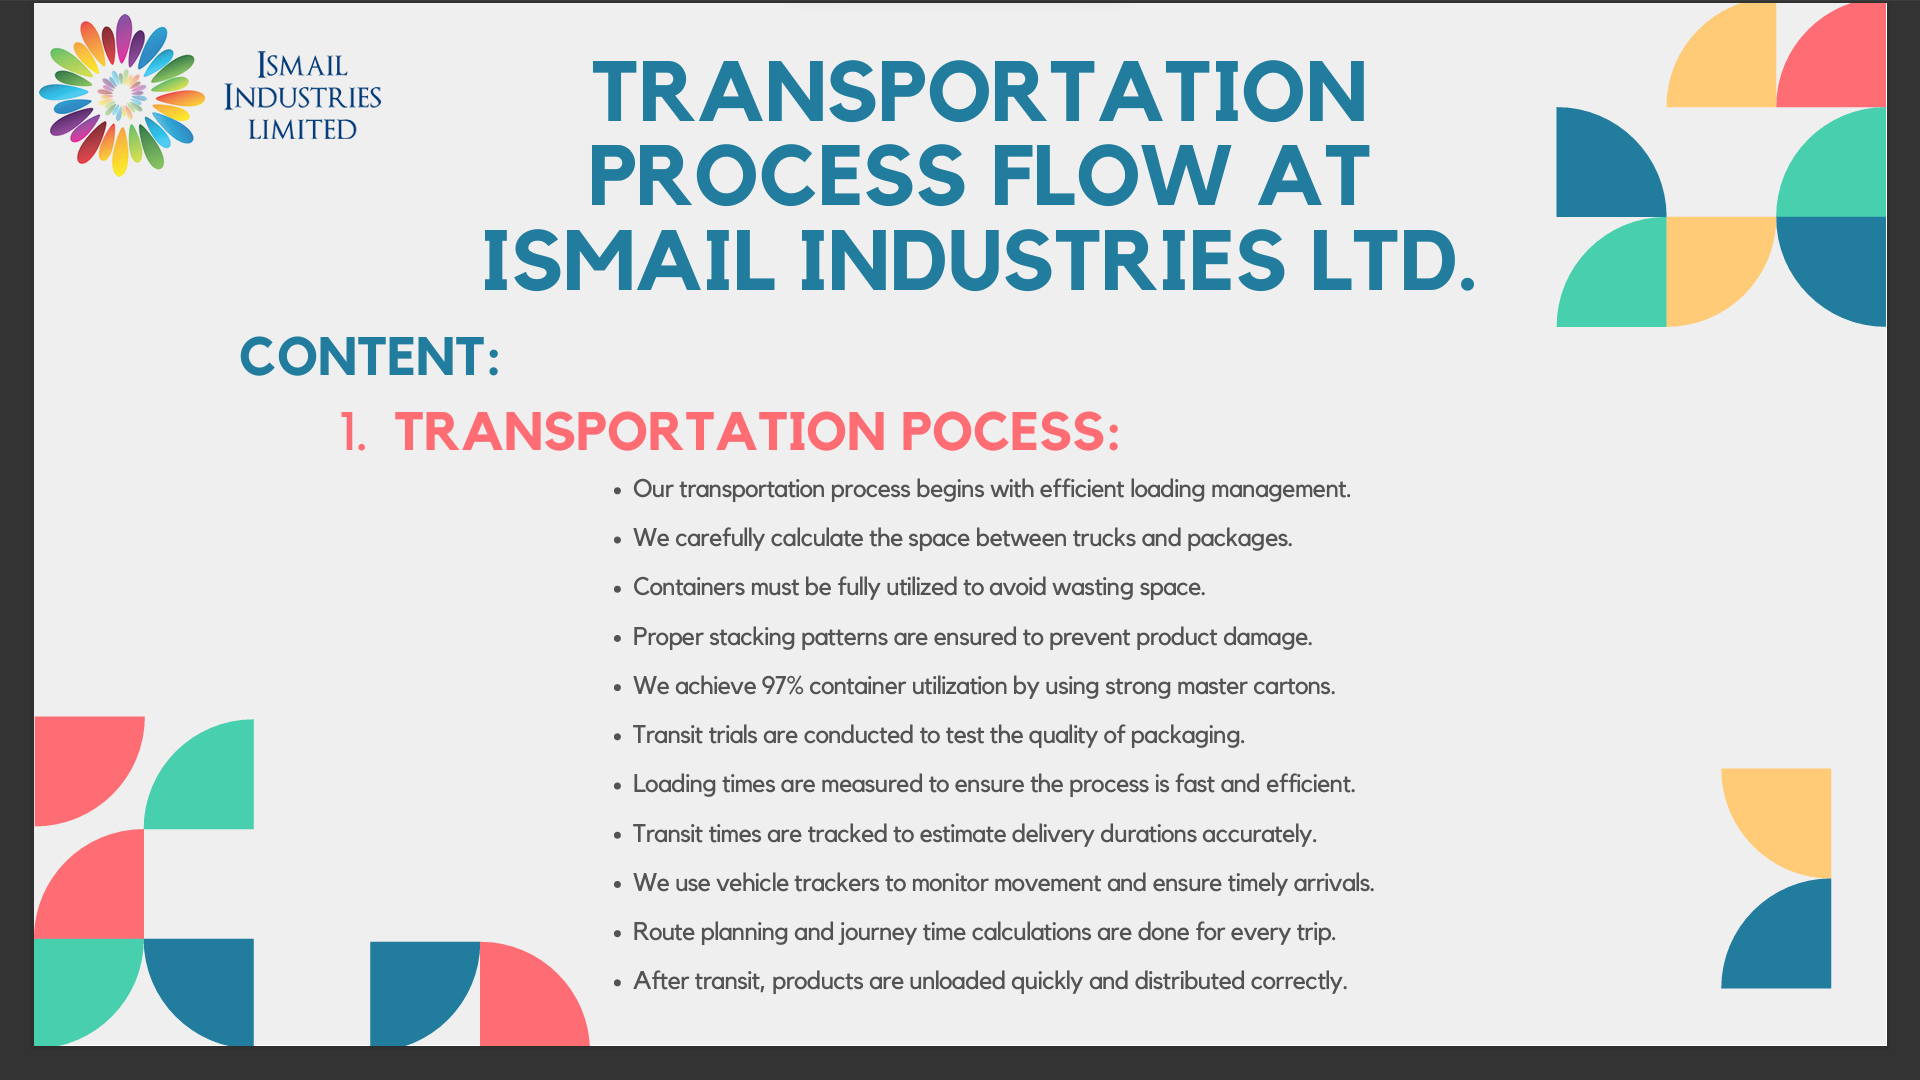 ISMAIL
INDUSTRIES
LIMITED
TRANSPORTATION
PROCESS FLOW AT
ISMAIL INDUSTRIES LTD.
CONTENT:
1. TRANSPORTATION POCESS:
• Our transportation process begins with efficient loading management.
• We carefully calculate the space between trucks and packages.
• Containers must be fully utilized to avoid wasting space.
• Proper stacking patterns are ensured to prevent product damage.
• We achieve 97% container utilization by using strong master cartons.
• Transit trials are conducted to test the quality of packaging.
• Loading times are measured to ensure the process is fast and efficient.
• Transit times are tracked to estimate delivery durations accurately.
• We use vehicle trackers to monitor movement and ensure timely arrivals.
• Route planning and journey time calculations are done for every trip.
• After transit, products are unloaded quickly and distributed correctly.